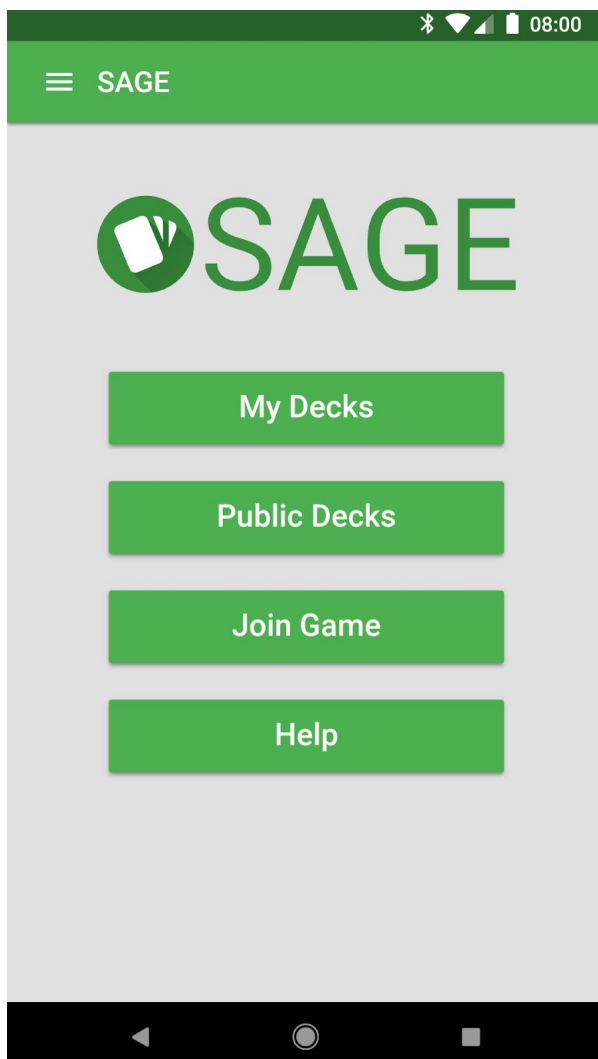 08:00
SAGE
SAGE
My Decks
Public Decks
Join Game
Help